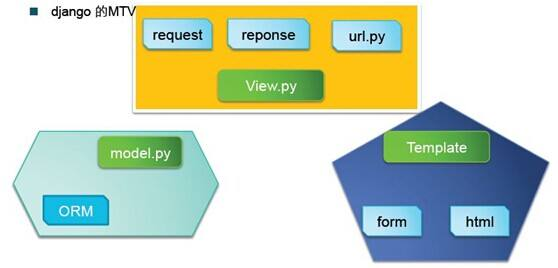 django 的MTV
request
reponse
url.py
View.py
model.py
Template
ORM
form
html